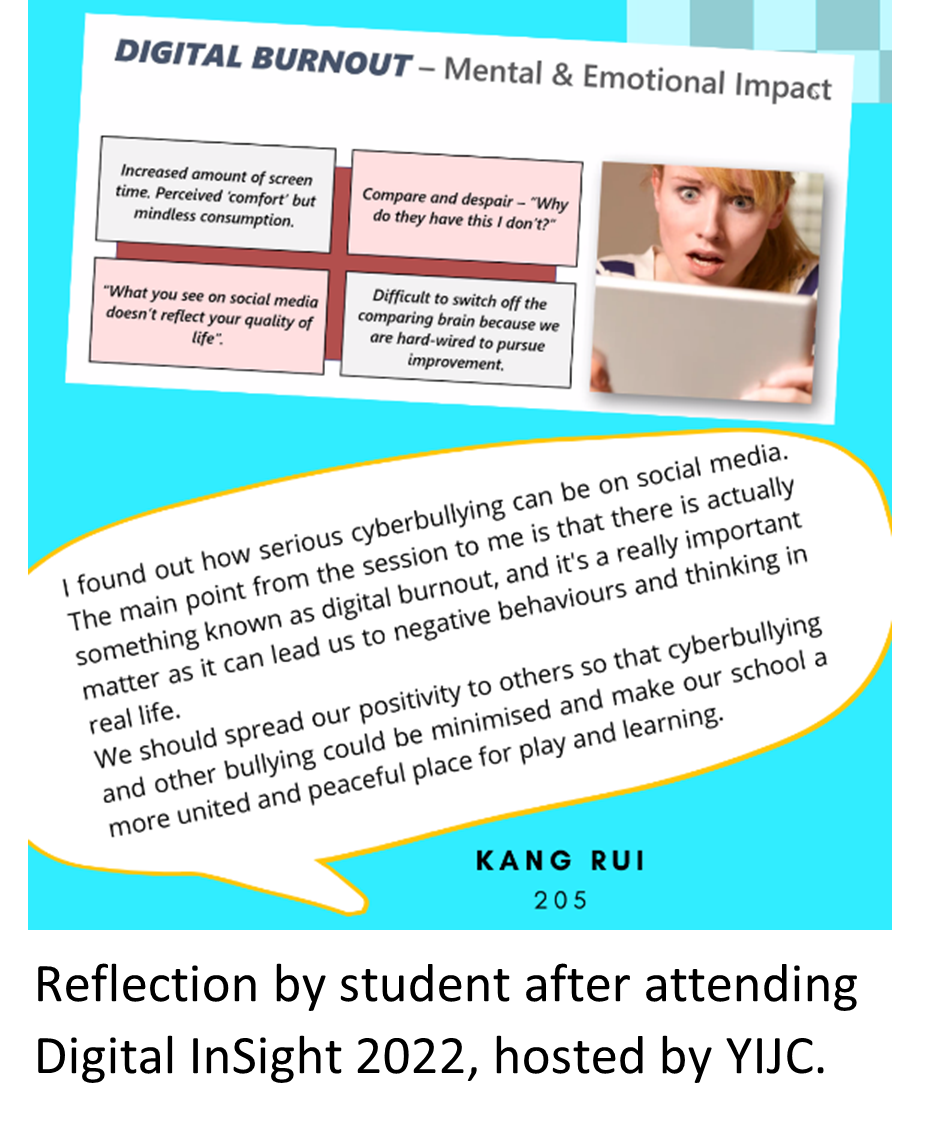 DIGITAL BURNOUT – Mental & Emotional Impact
Increased amount of screen
time. Perceived ‘comfort’ but
mindless consumption.
Compare and despair – “Why
do they have this I don’t?”
“What you see on social media
doesn’t reflect your quality of
life”.
Difficult to switch off the
comparing brain because we
are hard-wired to pursue
improvement.
I found out how serious cyberbullying can be on social media.
The main point from the session to me is that there is actually
something known as digital burnout, and it's a really important
matter as it can lead us to negative behaviours and thinking in
real life.
We should spread our positivity to others so that cyberbullying
and other bullying could be minimised and make our school a
more united and peaceful place for play and learning.
KANG RUI
205
Reflection by student after attending
Digital InSight 2022, hosted by YIJC.